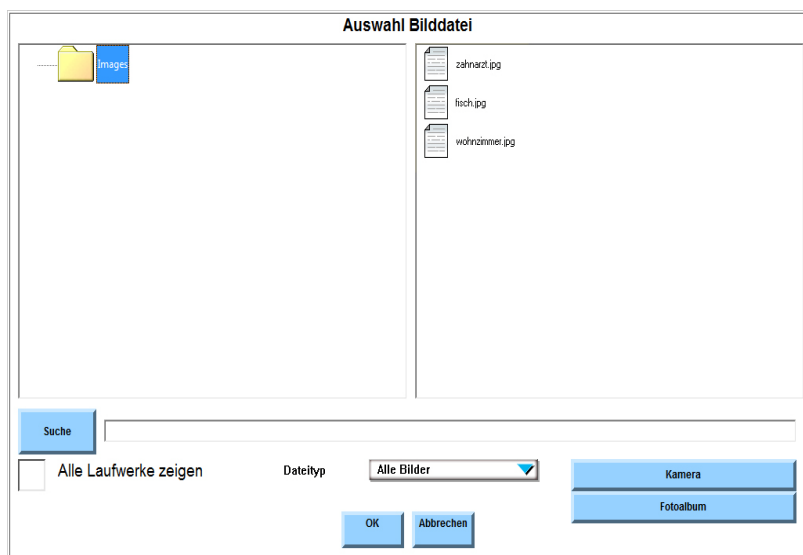 Auswahl Bilddatei
Images
zahnarzt.jpg
fisch.jpg
wohnzimmer.jpg
Suche
Alle Laufwerke zeigen
Dateityp
Alle Bilder
Kamera
Fotoalbum
OK
Abbrechen